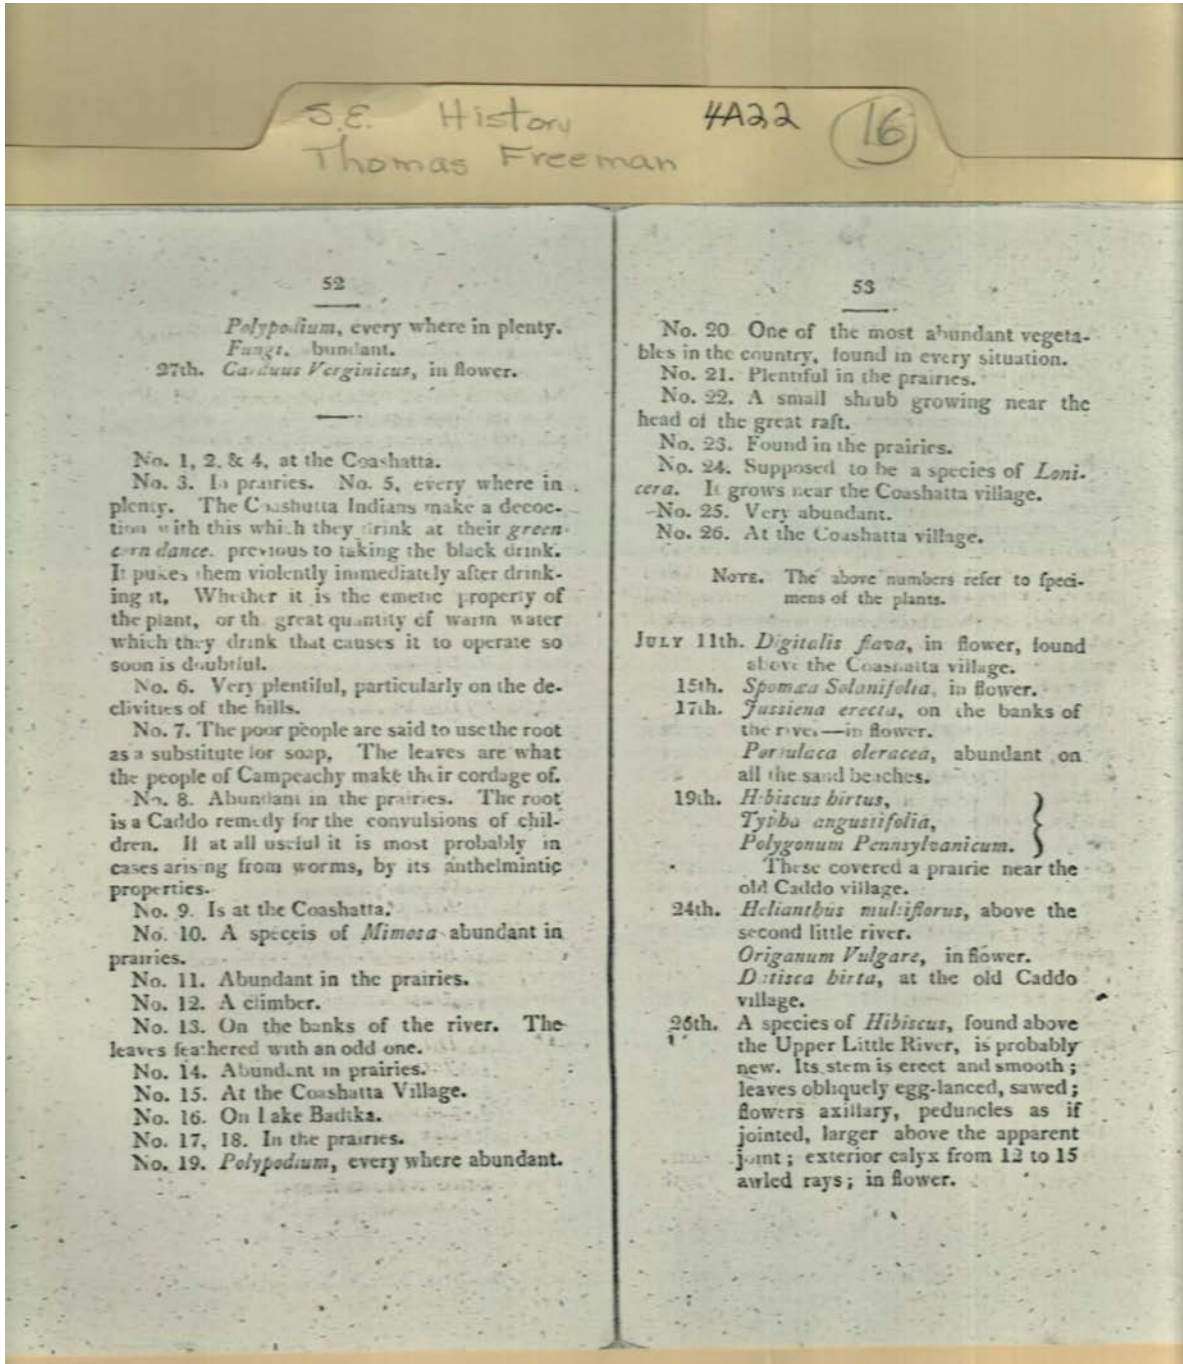 S.E. History 4A22 16
Thomas Freeman
52
Polypodium, every where in plenty.
Fungi, bundant.
27th. Carduus Verginicus, in flower.
No. 1, 2, & 4, at the Coashatta.
No. 3. In prairies. No. 5, every where in
plenty. The Coashutta Indians make a decoc-
tion with this which they drink at their green-
corn dance. previous to taking the black drink.
It pukes them violently immediately after drink-
ing it. Whether it is the emetic property of
the plant, or th great quantity of warm water
which they drink that causes it to operate so
soon is doubtful.
No. 6. Very plentiful, particularly on the de-
clivities of the hills.
No. 7. The poor people are said to use the root
as a substitute for soap. The leaves are what
the people of Campeachy make their cordage of.
No. 8. Abundant in the prairies. The root
is a Caddo remedy for the convulsions of chil-
dren. If at all useful it is most probably in
cases arising from worms, by its anthelmintic
properties.
No. 9. Is at the Coashatta.
No. 10. A speceis of Mimosa abundant in
prairies.
No. 11. Abundant in the prairies.
No. 12. A climber.
No. 13. On the banks of the river. The
leaves feathered with an odd one.
No. 14. Abundant in prairies.
No. 15. At the Coashatta Village.
No. 16. On Lake Badtka.
No. 17, 18. In the prairies.
No. 19. Polypodium, every where abundant.
53
No. 20 One of the most abundant vegeta-
bles in the country, found in every situation.
No. 21. Plentiful in the prairies.
No. 22. A small shrub growing near the
head of the great raft.
No. 23. Found in the prairies.
No. 24. Supposed to be a species of Loni-
cera. It grows near the Coashatta village.
No. 25. Very abundant.
No. 26. At the Coashatta village.
NOTE. The above numbers refer to speci-
mens of the plants.
JULY 11th. Digitalis flava, in flower, found
above the Coashatta village.
15th. Spomæa Solanifolia, in flower.
17th. Jussiena erecta, on the banks of
the river—in flower.
Portulaca oleracea, abundant on
all the sand beaches.
19th. Hibiscus birtus,
Typha angustifolia,
Polygonum Pennsylvanicum.
These covered a prairie near the
old Caddo village.
24th. Helianthus multiflorus, above the
second little river.
Origanum Vulgare, in flower.
Datisca birta, at the old Caddo
village.
26th. A species of Hibiscus, found above
the Upper Little River, is probably
new. Its stem is erect and smooth;
leaves obliquely egg-lanced, sawed;
flowers axillary, peduncles as if
jointed, larger above the apparent
joint; exterior calyx from 12 to 15
awled rays; in flower.